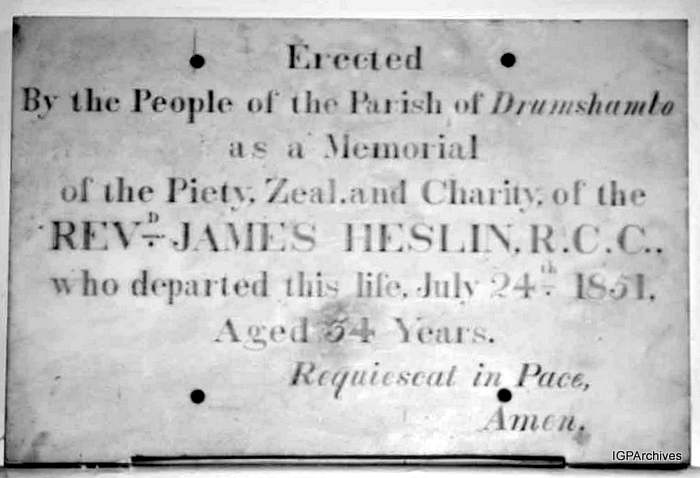 Erected
By the People of the Parish of Drumshambo
as a Memorial
of the Piety, Zeal, and Charity, of the
REVD. JAMES HESLIN, R.C.C.,
who departed this life, July 24th. 1851,
Aged 34 Years.
Requiescat in Pace,
Amen.
IGPArchives